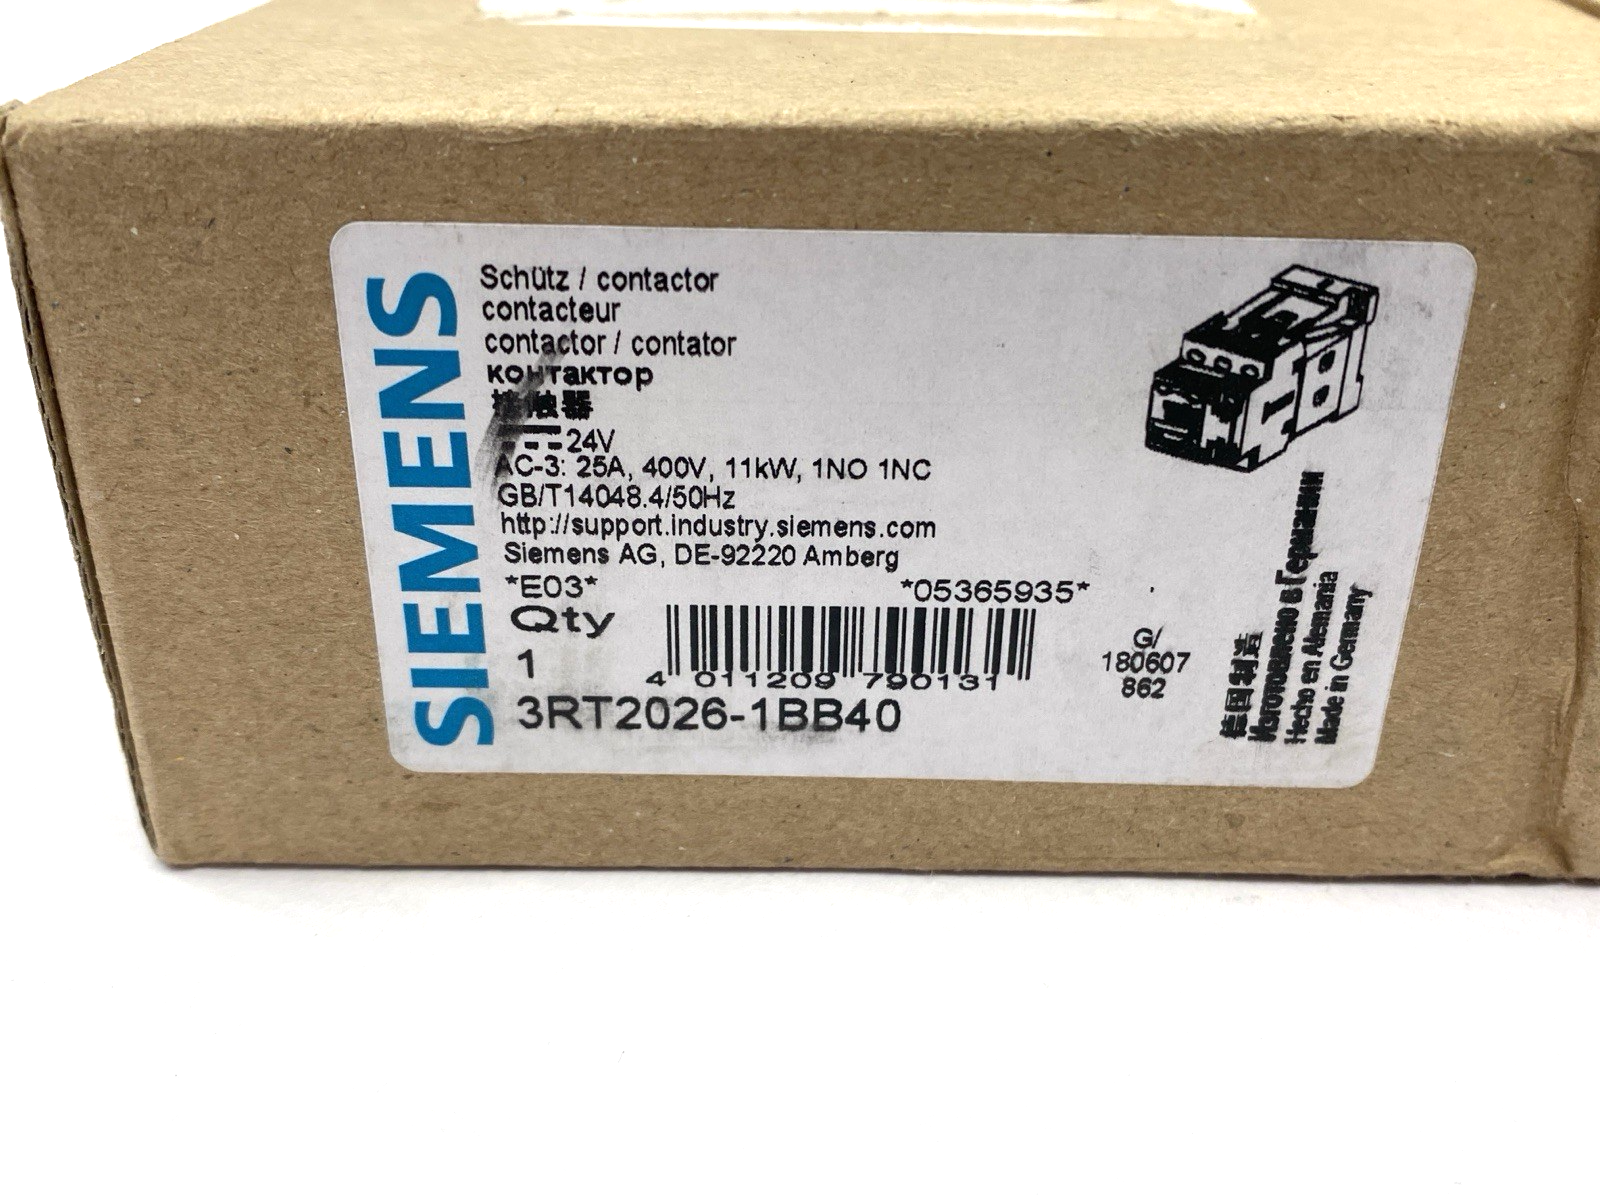 SIEMENS
Schütz / contactor
contacteur
contactor / contator
контактор
接触器
24V
AC-3: 25A, 400V, 11kW, 1NO 1NC
GB/T14048.4/50Hz
http://support.industry.siemens.com
Siemens AG, DE-92220 Amberg
*E03* *05365935*
Qty
1
4 011209 790131
3RT2026-1BB40
G/
180607
862
德国制造
Изготовлено в Германии
Hecho en Alemania
Made in Germany